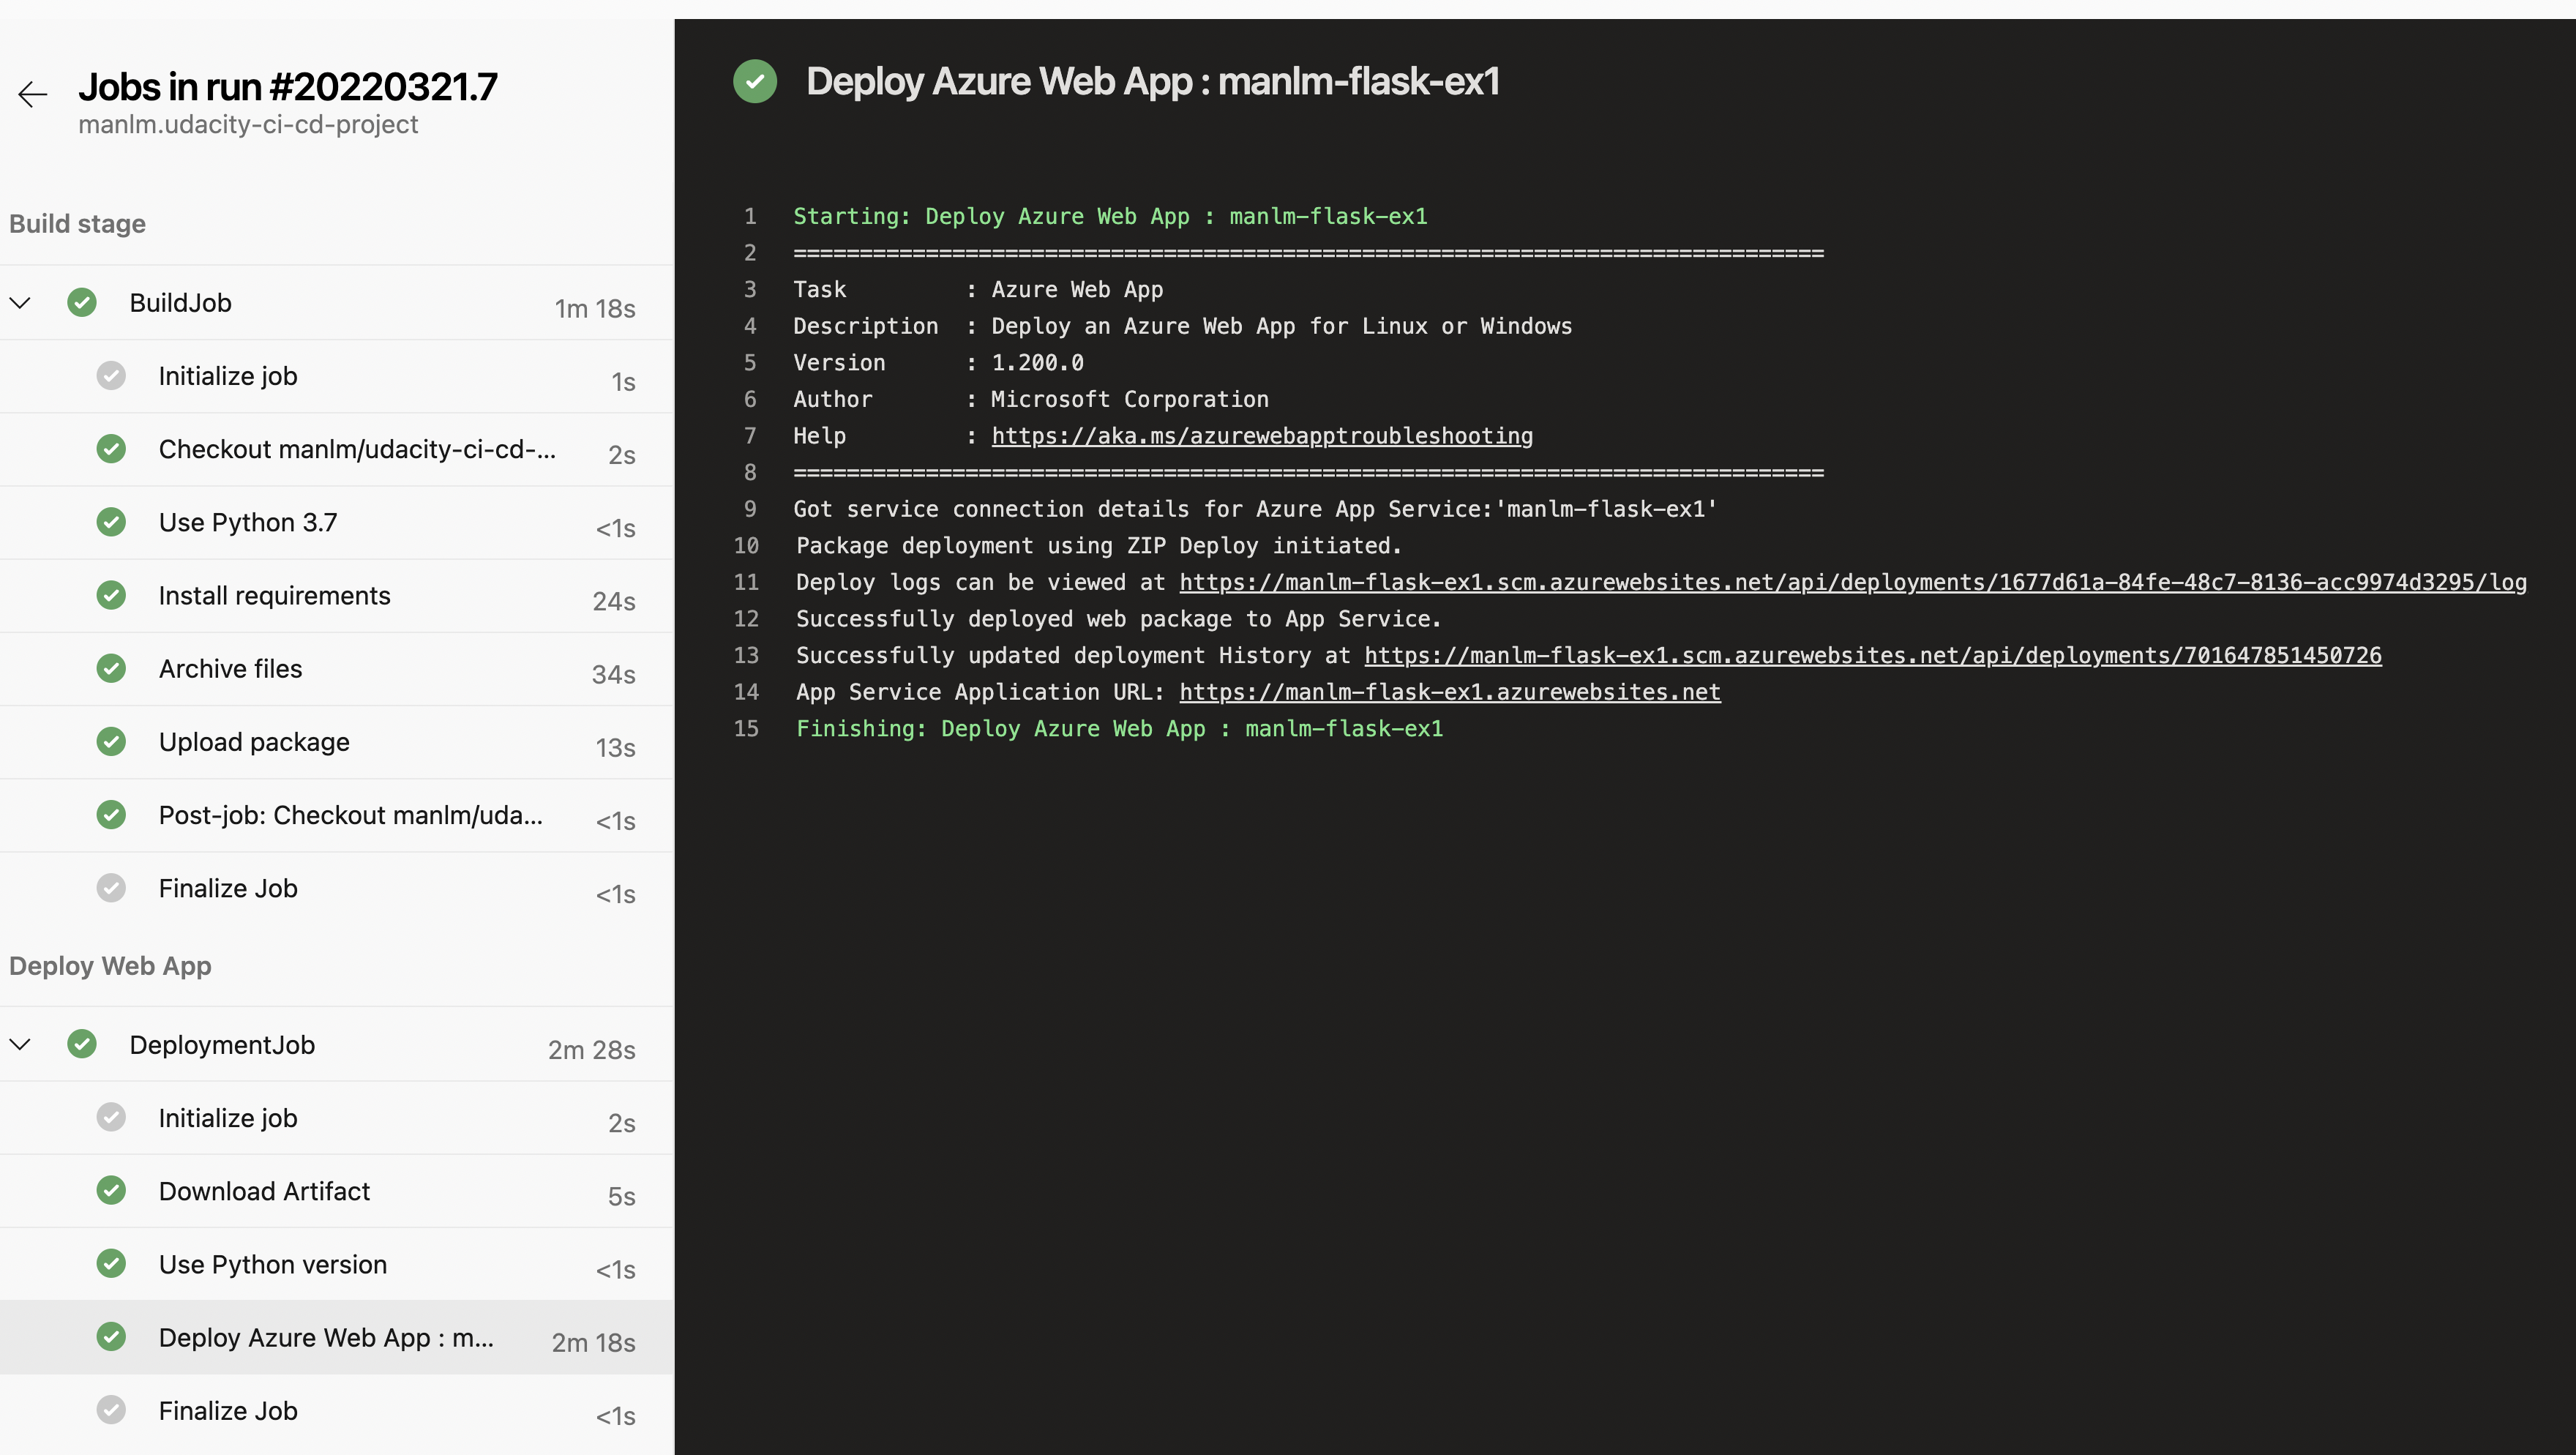 Jobs in run #20220321.7
manlm.udacity-ci-cd-project
Build stage
BuildJob 1m 18s
Initialize job 1s
Checkout manlm/udacity-ci-cd-... 2s
Use Python 3.7 <1s
Install requirements 24s
Archive files 34s
Upload package 13s
Post-job: Checkout manlm/uda... <1s
Finalize Job <1s
Deploy Web App
DeploymentJob 2m 28s
Initialize job 2s
Download Artifact 5s
Use Python version <1s
Deploy Azure Web App : m... 2m 18s
Finalize Job <1s
Deploy Azure Web App : manlm-flask-ex1
1 Starting: Deploy Azure Web App : manlm-flask-ex1
2 ==============================================================================
3 Task         : Azure Web App
4 Description  : Deploy an Azure Web App for Linux or Windows
5 Version      : 1.200.0
6 Author       : Microsoft Corporation
7 Help         : https://aka.ms/azurewebapptroubleshooting
8 ==============================================================================
9 Got service connection details for Azure App Service:'manlm-flask-ex1'
10 Package deployment using ZIP Deploy initiated.
11 Deploy logs can be viewed at https://manlm-flask-ex1.scm.azurewebsites.net/api/deployments/1677d61a-84fe-48c7-8136-acc9974d3295/log
12 Successfully deployed web package to App Service.
13 Successfully updated deployment History at https://manlm-flask-ex1.scm.azurewebsites.net/api/deployments/701647851450726
14 App Service Application URL: https://manlm-flask-ex1.azurewebsites.net
15 Finishing: Deploy Azure Web App : manlm-flask-ex1